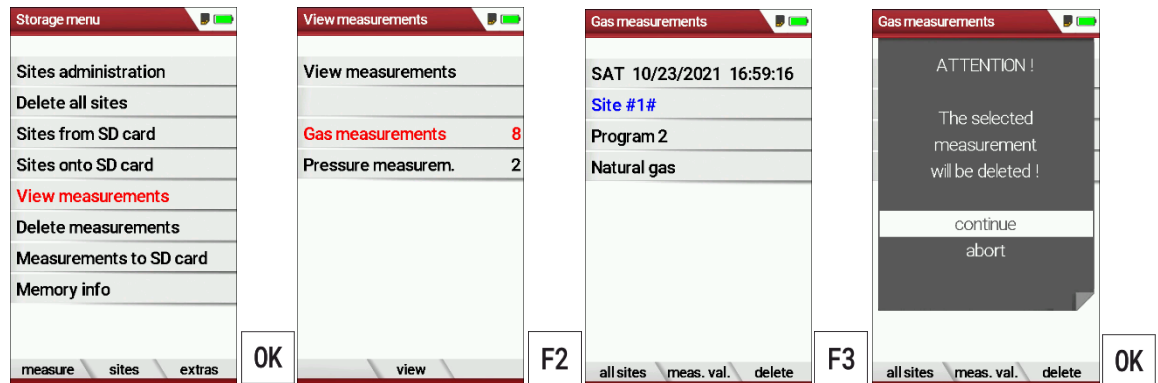 Storage menu
Sites administration
Delete all sites
Sites from SD card
Sites onto SD card
View measurements
Delete measurements
Measurements to SD card
Memory info
measure sites extras
OK
View measurements
View measurements
Gas measurements 8
Pressure measurem. 2
view
F2
Gas measurements
SAT 10/23/2021 16:59:16
Site #1#
Program 2
Natural gas
all sites meas. val. delete
F3
Gas measurements
ATTENTION !
The selected
measurement
will be deleted !
continue
abort
all sites meas. val. delete
OK